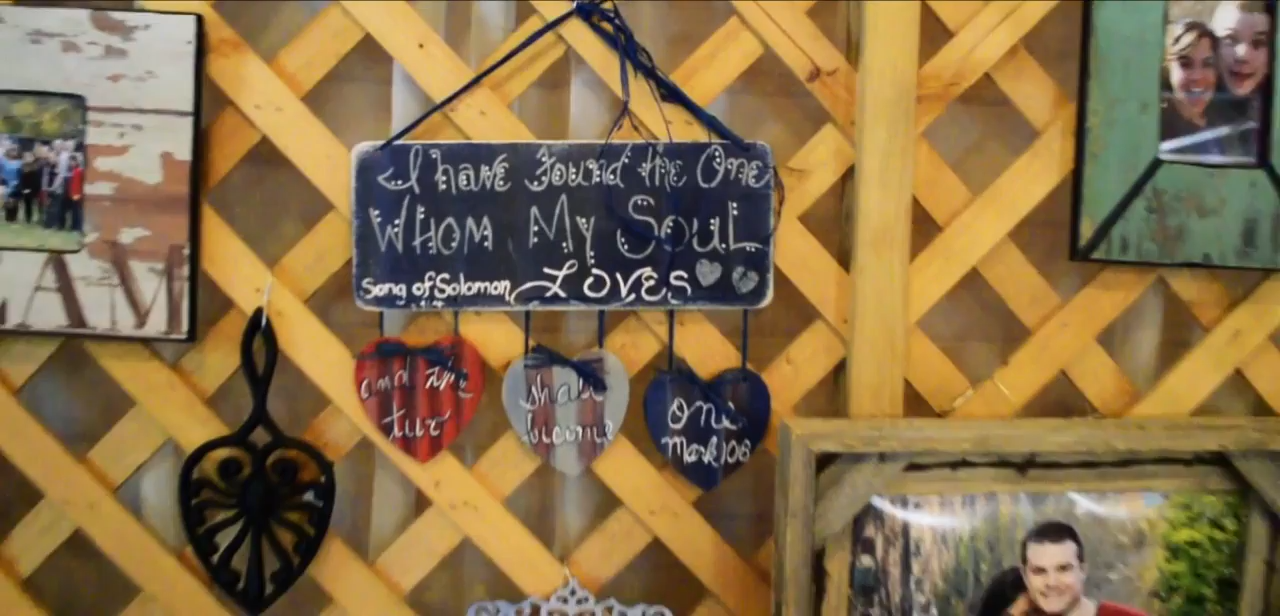 I have Found the One
Whom My Soul
Song of Solomon Loves
and the
two
shall
become
one
Mark 10:8
AM